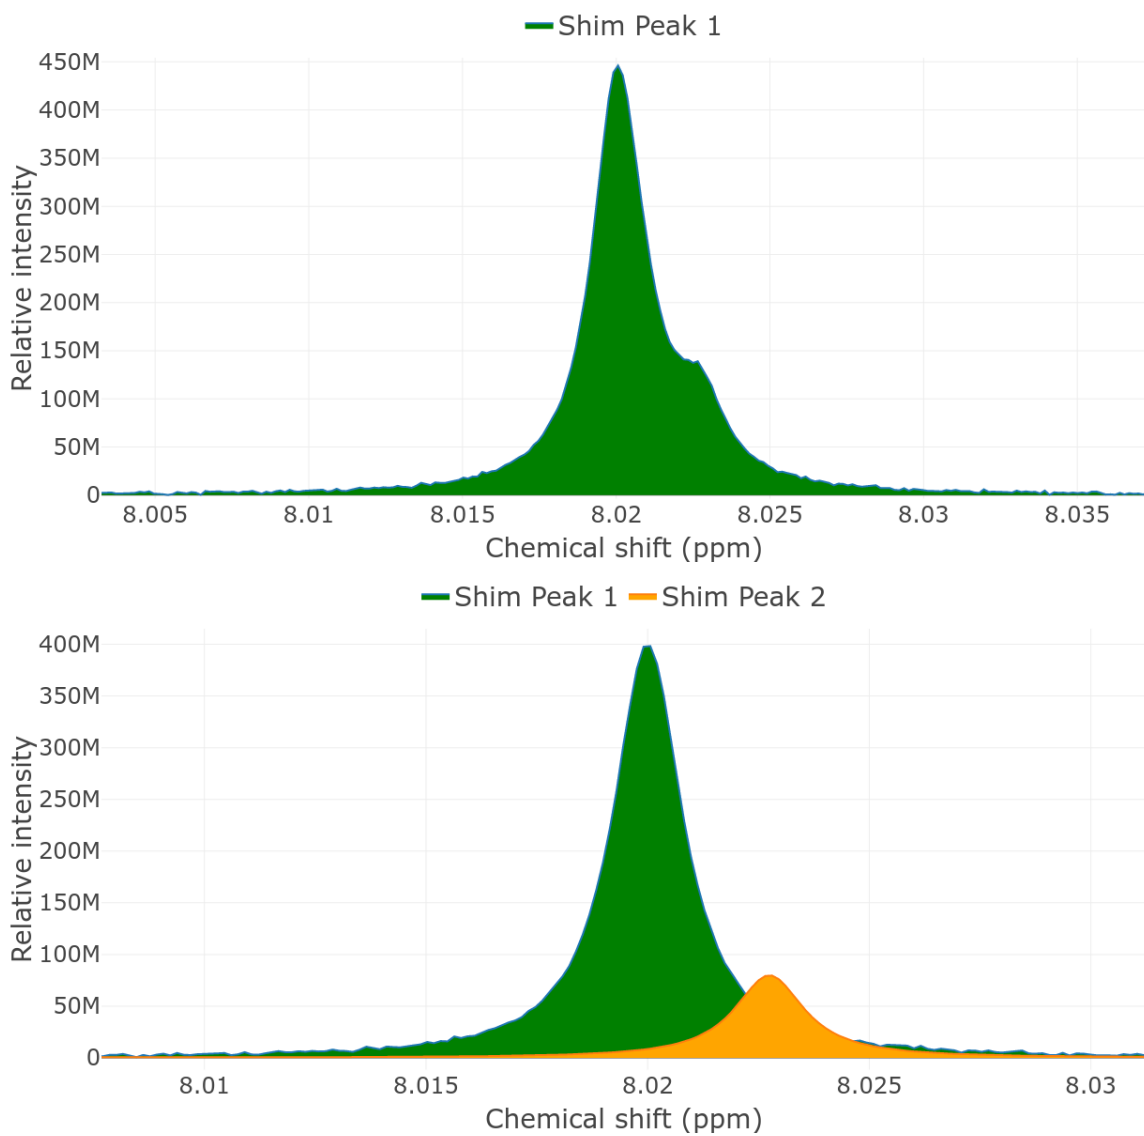 Shim Peak 1
450M
400M
350M
300M
250M
200M
150M
100M
50M
0
Relative intensity
8.005 8.01 8.015 8.02 8.025 8.03 8.035
Chemical shift (ppm)
Shim Peak 1 Shim Peak 2
400M
350M
300M
250M
200M
150M
100M
50M
0
Relative intensity
8.01 8.015 8.02 8.025 8.03
Chemical shift (ppm)